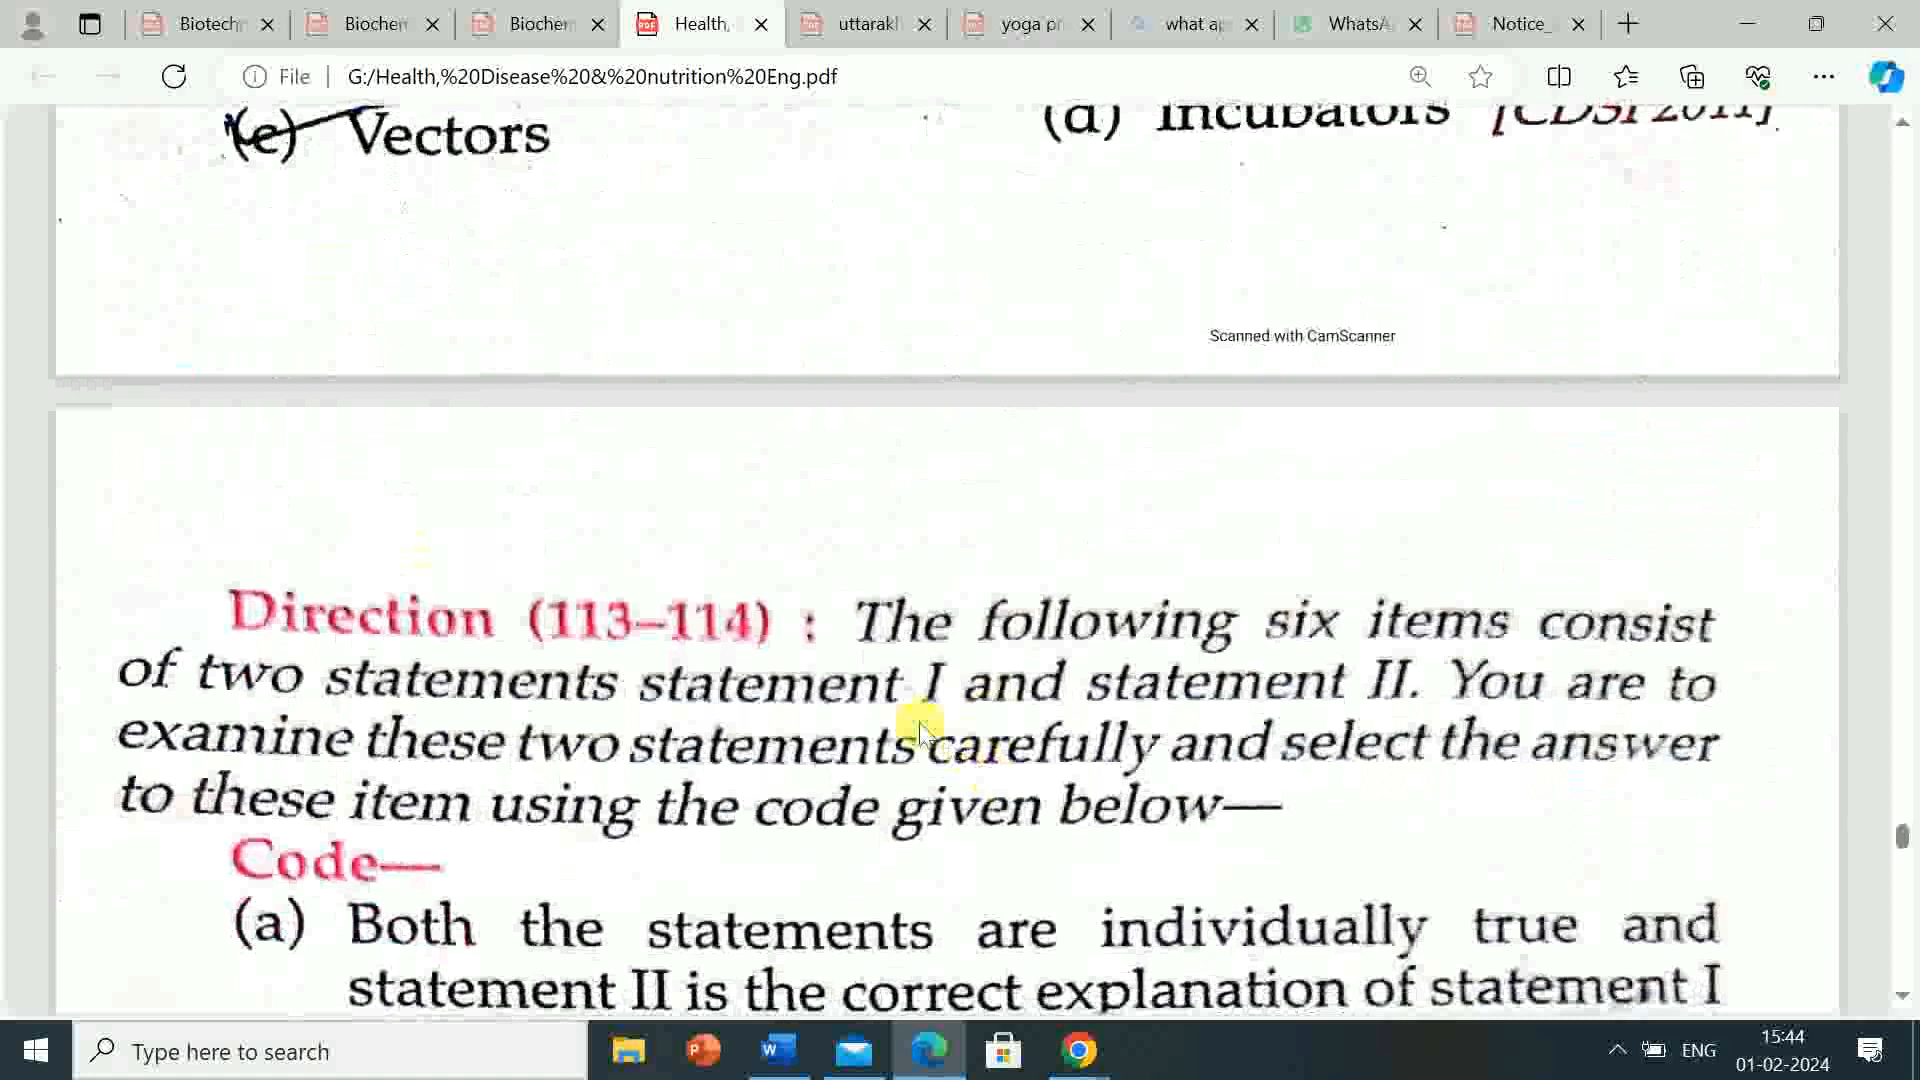 Biotech
Biochem
Biochem
Health,
uttarakh
yoga pr
what ap
WhatsA
Notice_
File
G:/Health,%20Disease%20&%20nutrition%20Eng.pdf
(c) Vectors
(d) Incubators
Scanned with CamScanner
Direction (113–114) : The following six items consist
of two statements statement I and statement II. You are to
examine these two statements carefully and select the answer
to these item using the code given below—
Code—
(a) Both the statements are individually true and
statement II is the correct explanation of statement I
Type here to search
ENG
15:44
01-02-2024